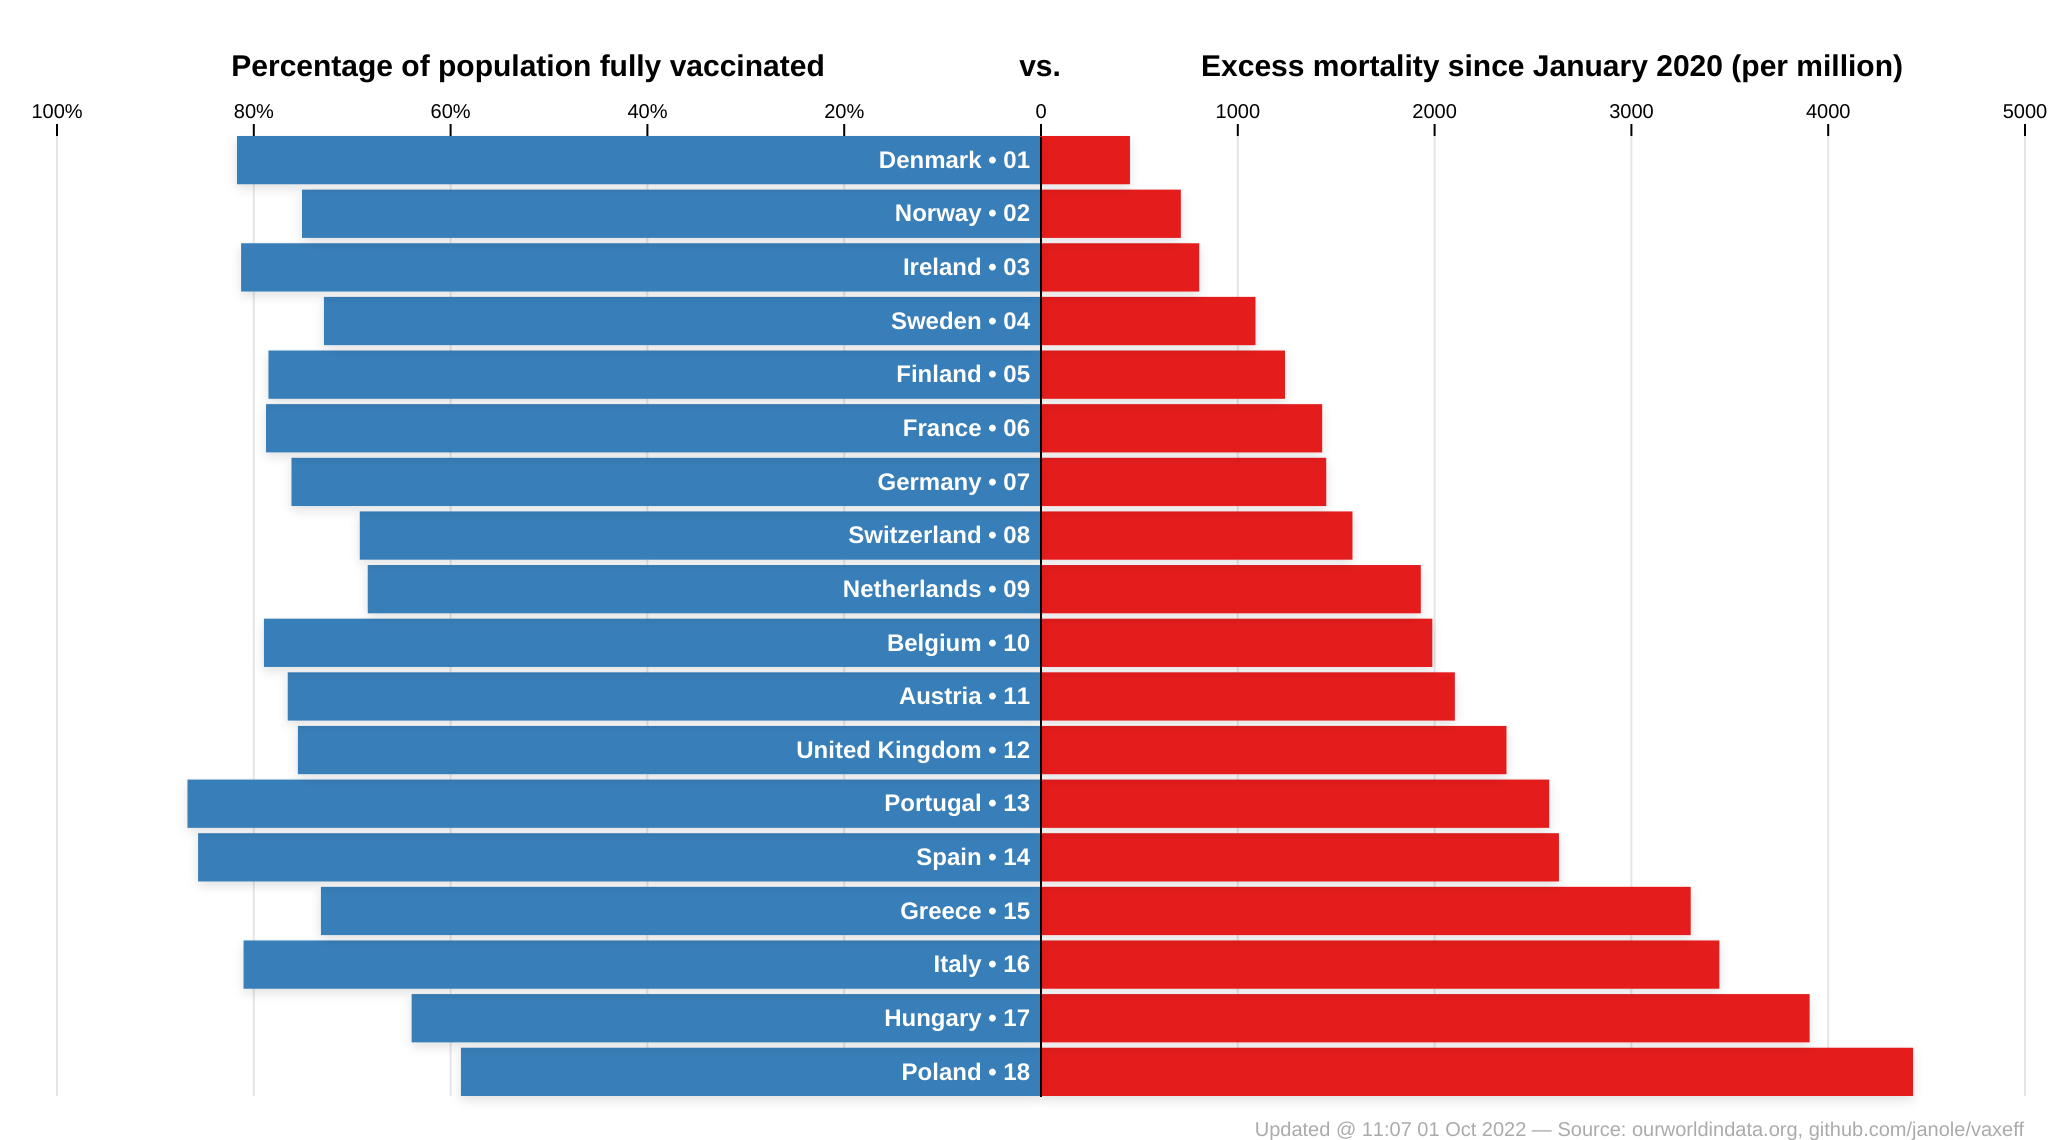 Percentage of population fully vaccinated vs. Excess mortality since January 2020 (per million)
100% 80% 60% 40% 20% 0 1000 2000 3000 4000 5000
Denmark • 01
Norway • 02
Ireland • 03
Sweden • 04
Finland • 05
France • 06
Germany • 07
Switzerland • 08
Netherlands • 09
Belgium • 10
Austria • 11
United Kingdom • 12
Portugal • 13
Spain • 14
Greece • 15
Italy • 16
Hungary • 17
Poland • 18
Updated @ 11:07 01 Oct 2022 — Source: ourworldindata.org, github.com/janole/vaxeff